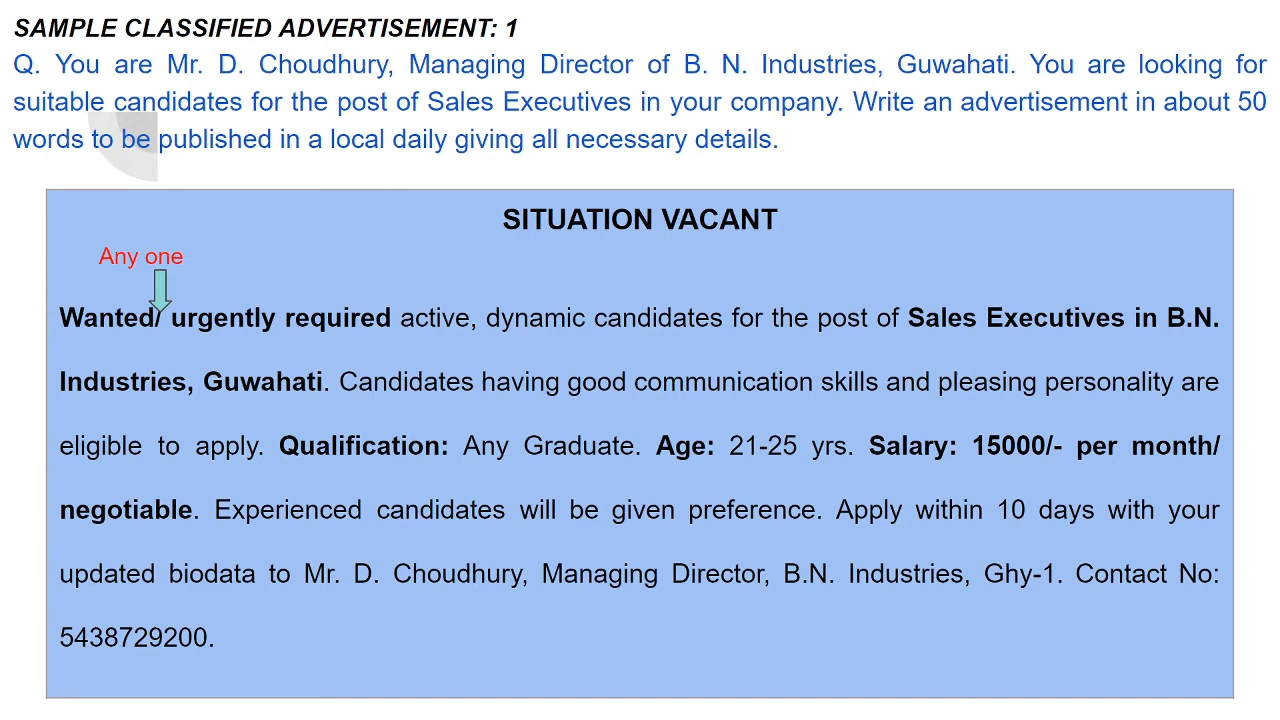 SAMPLE CLASSIFIED ADVERTISEMENT: 1
Q. You are Mr. D. Choudhury, Managing Director of B. N. Industries, Guwahati. You are looking for
suitable candidates for the post of Sales Executives in your company. Write an advertisement in about 50
words to be published in a local daily giving all necessary details.
SITUATION VACANT
Any one
Wanted/ urgently required active, dynamic candidates for the post of Sales Executives in B.N.
Industries, Guwahati. Candidates having good communication skills and pleasing personality are
eligible to apply. Qualification: Any Graduate. Age: 21-25 yrs. Salary: 15000/- per month/
negotiable. Experienced candidates will be given preference. Apply within 10 days with your
updated biodata to Mr. D. Choudhury, Managing Director, B.N. Industries, Ghy-1. Contact No:
5438729200.